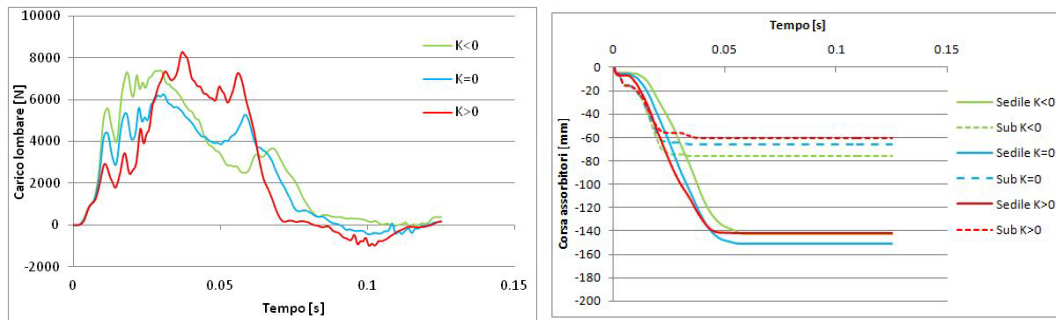 Carico lombare [N]
10000
8000
6000
4000
2000
0
-2000
0
0.05
0.1
0.15
Tempo [s]
K<0
K=0
K>0
Tempo [s]
0
0.05
0.1
0.15
Corsa assorbitori [mm]
0
-20
-40
-60
-80
-100
-120
-140
-160
-180
-200
Sedile K<0
Sub K<0
Sedile K=0
Sub K=0
Sedile K>0
Sub K>0